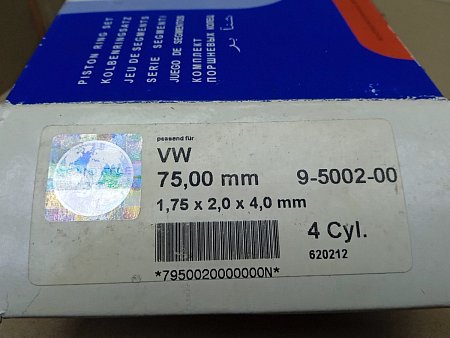 PISTON RING SET
KOLBENRINGSATZ
JEU DE SEGMENTS
SERIE SEGMENTI
JUEGO DE SEGMENTOS
КОМПЛЕКТ
ПОРШНЕВЫХ КОЛЕЦ
passend für
VW
75,00 mm 9-5002-00
1,75 x 2,0 x 4,0 mm
4 Cyl.
620212
*7950020000000N*